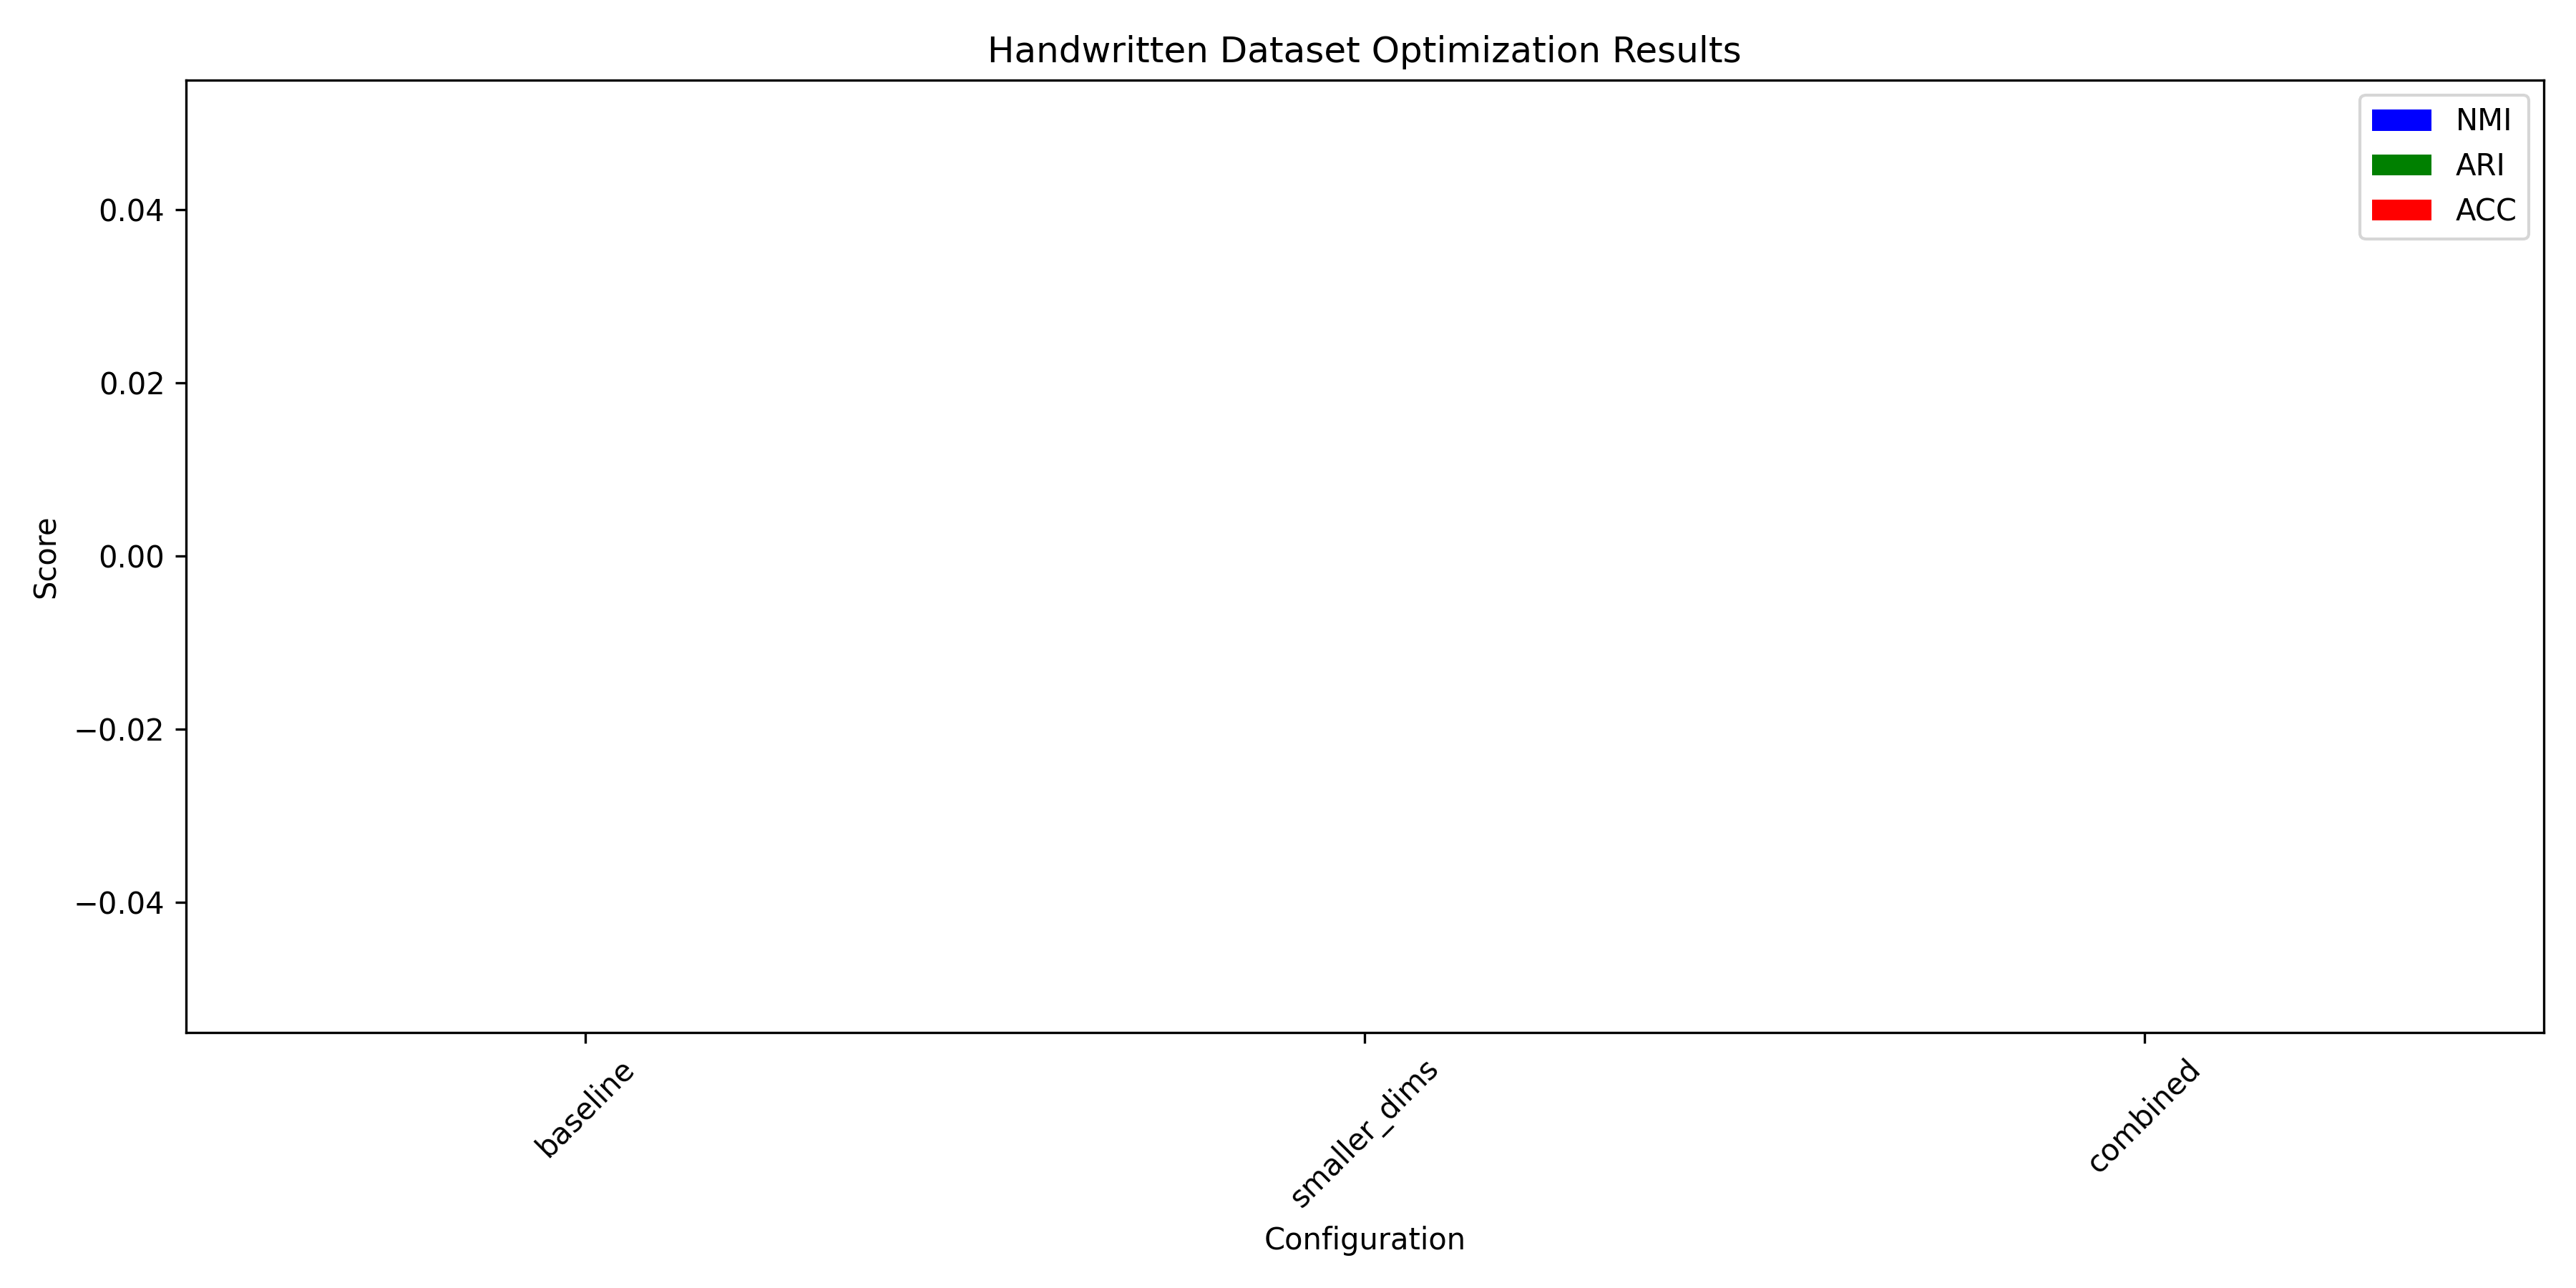 Handwritten Dataset Optimization Results
NMI
ARI
ACC
0.04
0.02
0.00
−0.02
−0.04
Score
baseline
smaller_dims
combined
Configuration